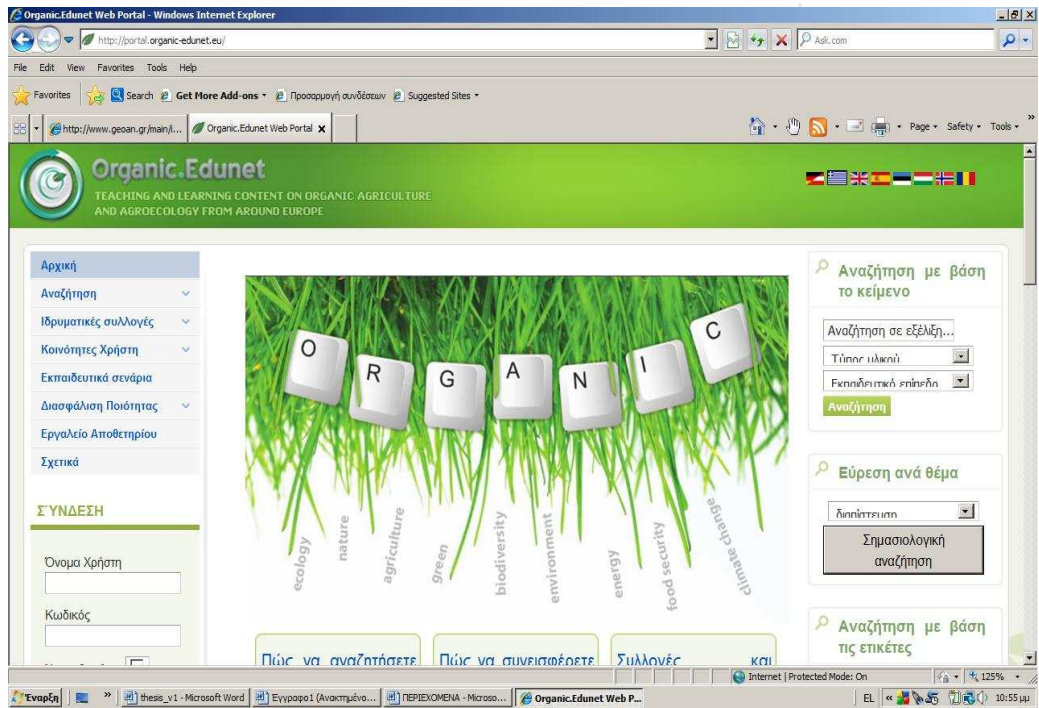 Organic.Edunet Web Portal - Windows Internet Explorer
http://portal.organic-edunet.eu/
Ask.com
File Edit View Favorites Tools Help
Favorites Search Get More Add-ons Προσαρμογή συνδέσεων Suggested Sites
http://www.geoan.gr/main/i... Organic.Edunet Web Portal Page Safety Tools
Organic.Edunet
TEACHING AND LEARNING CONTENT ON ORGANIC AGRICULTURE
AND AGROECOLOGY FROM AROUND EUROPE
Αρχική
Αναζήτηση
Ιδρυματικές συλλογές
Κοινότητες Χρήστη
Εκπαιδευτικά σενάρια
Διασφάλιση Ποιότητας
Εργαλείο Αποθετηρίου
Σχετικά
ΣΎΝΔΕΣΗ
Όνομα Χρήστη
Κωδικός
ORGANIC
ecology
nature
agriculture
green
biodiversity
environment
energy
food security
climate change
Πώς να αναζητήσετε
Πώς να συνεισφέρετε
Συλλογές και
Αναζήτηση με βάση
το κείμενο
Αναζήτηση σε εξέλιξη...
Τύπος υλικού
Εκπαιδευτικό επίπεδο
Αναζήτηση
Εύρεση ανά θέμα
διαπίστευση
Σημασιολογική
αναζήτηση
Αναζήτηση με βάση
τις ετικέτες
Internet | Protected Mode: On 125%
Έναρξη thesis_v1 - Microsoft Word Εγγραφο1 (Ανακτημένο... ΠΕΡΙΕΧΟΜΕΝΑ - Microso... Organic.Edunet Web P... EL 10:55 μμ